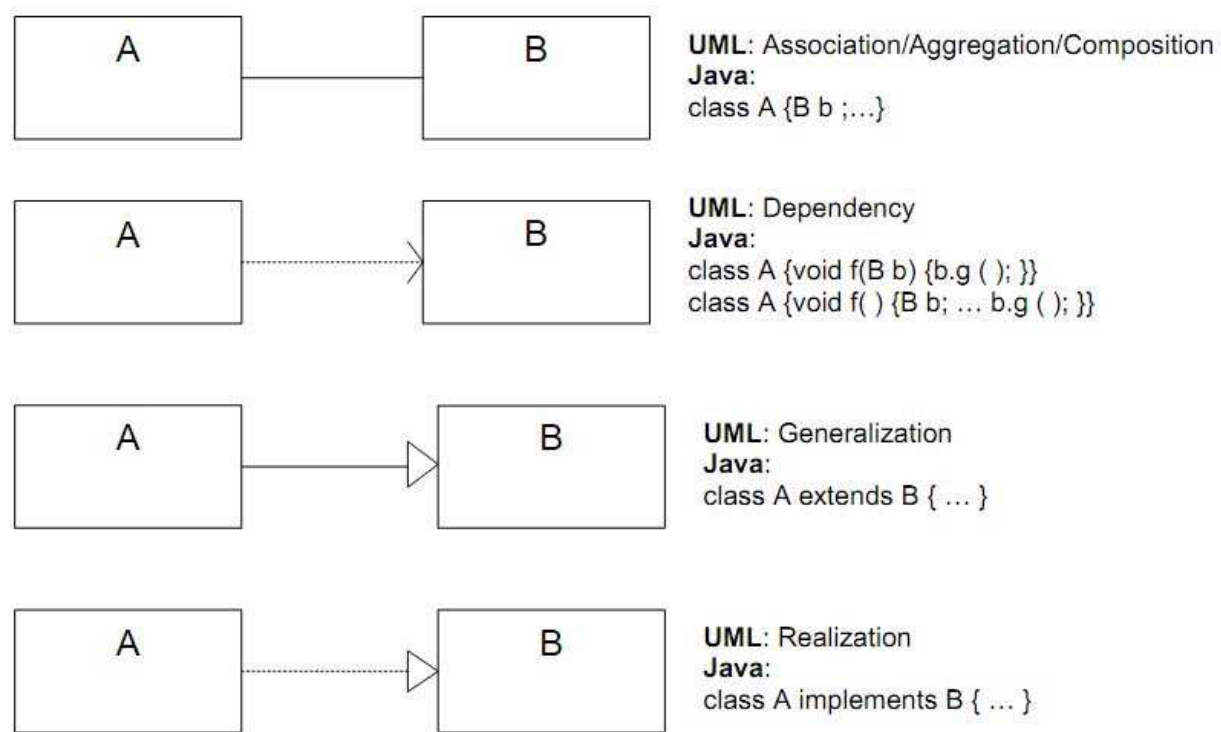 A
B
UML: Association/Aggregation/Composition
Java:
class A {B b ;…}
A
B
UML: Dependency
Java:
class A {void f(B b) {b.g ( ); }}
class A {void f( ) {B b; … b.g ( ); }}
A
B
UML: Generalization
Java:
class A extends B { … }
A
B
UML: Realization
Java:
class A implements B { … }